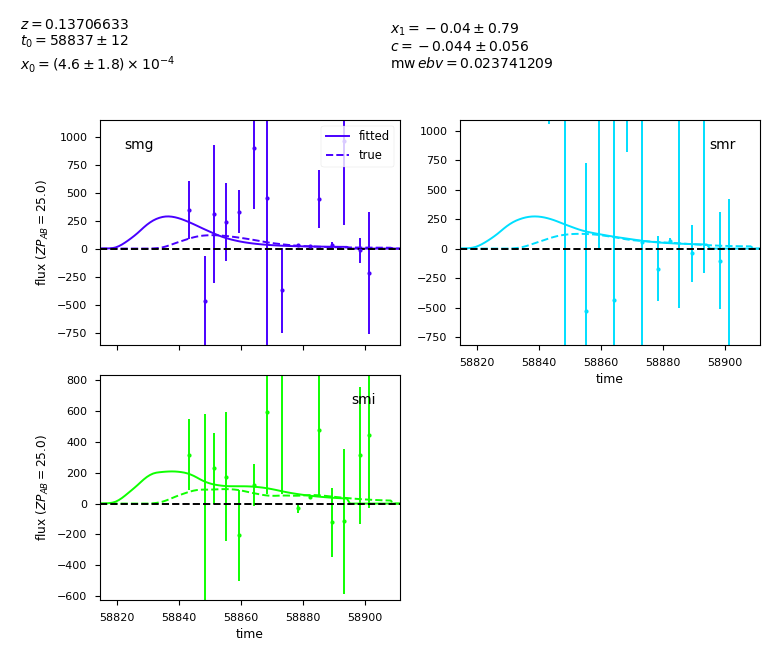 z = 0.13706633
t₀ = 58837 ± 12
x₀ = (4.6 ± 1.8) × 10⁻⁴
x₁ = −0.04 ± 0.79
c = −0.044 ± 0.056
mw ebv = 0.023741209
smg
fitted
true
flux (ZP_AB = 25.0)
1000
750
500
250
0
−250
−500
−750
smr
1000
750
500
250
0
−250
−500
−750
58820 58840 58860 58880 58900
time
smi
flux (ZP_AB = 25.0)
800
600
400
200
0
−200
−400
−600
58820 58840 58860 58880 58900
time